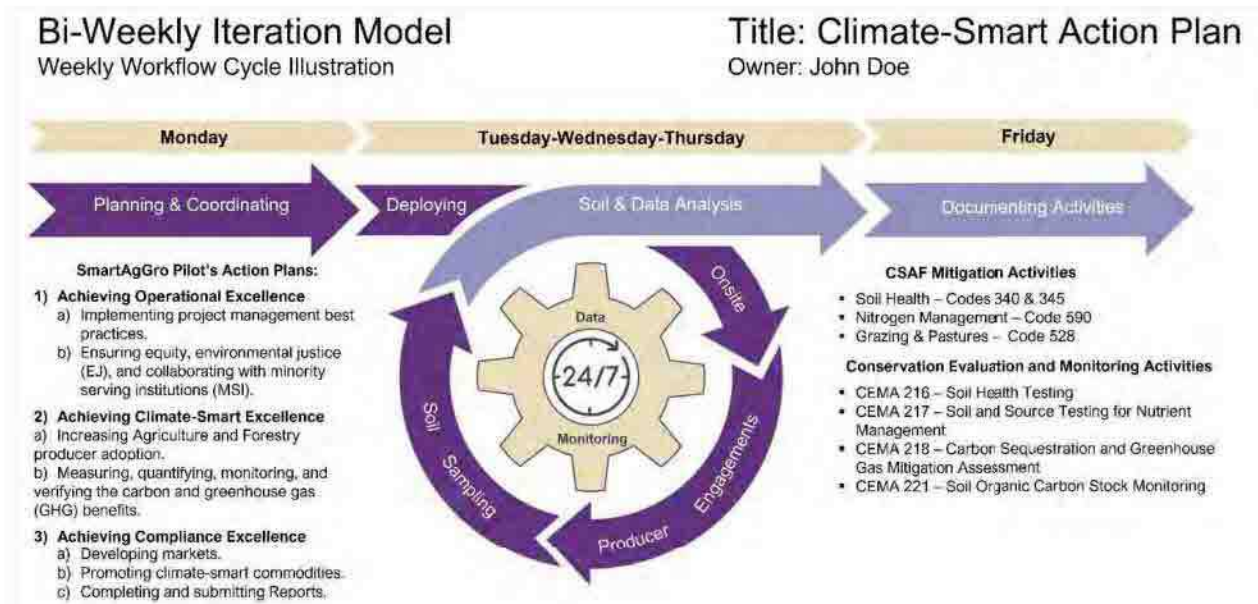 Bi-Weekly Iteration Model
Weekly Workflow Cycle Illustration
Title: Climate-Smart Action Plan
Owner: John Doe
Monday
Tuesday-Wednesday-Thursday
Friday
Planning & Coordinating
Deploying
Soil & Data Analysis
Documenting Activities
SmartAgGro Pilot's Action Plans:
1) Achieving Operational Excellence
a) Implementing project management best
practices.
b) Ensuring equity, environmental justice
(EJ), and collaborating with minority
serving institutions (MSI).
2) Achieving Climate-Smart Excellence
a) Increasing Agriculture and Forestry
producer adoption.
b) Measuring, quantifying, monitoring, and
verifying the carbon and greenhouse gas
(GHG) benefits.
3) Achieving Compliance Excellence
a) Developing markets.
b) Promoting climate-smart commodities.
c) Completing and submitting Reports.
Onsite
Producer Engagements
Soil Sampling
Data
24/7
Monitoring
CSAF Mitigation Activities
▪ Soil Health – Codes 340 & 345
▪ Nitrogen Management – Code 590
▪ Grazing & Pastures – Code 528
Conservation Evaluation and Monitoring Activities
▪ CEMA 216 – Soil Health Testing
▪ CEMA 217 – Soil and Source Testing for Nutrient
Management
▪ CEMA 218 – Carbon Sequestration and Greenhouse
Gas Mitigation Assessment
▪ CEMA 221 – Soil Organic Carbon Stock Monitoring